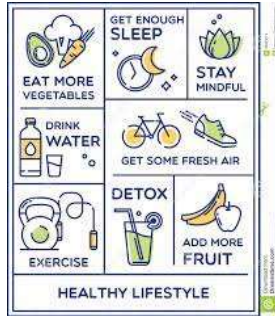 GET ENOUGH
SLEEP
EAT MORE
VEGETABLES
STAY
MINDFUL
DRINK
WATER
GET SOME FRESH AIR
EXERCISE
DETOX
ADD MORE
FRUIT
HEALTHY LIFESTYLE